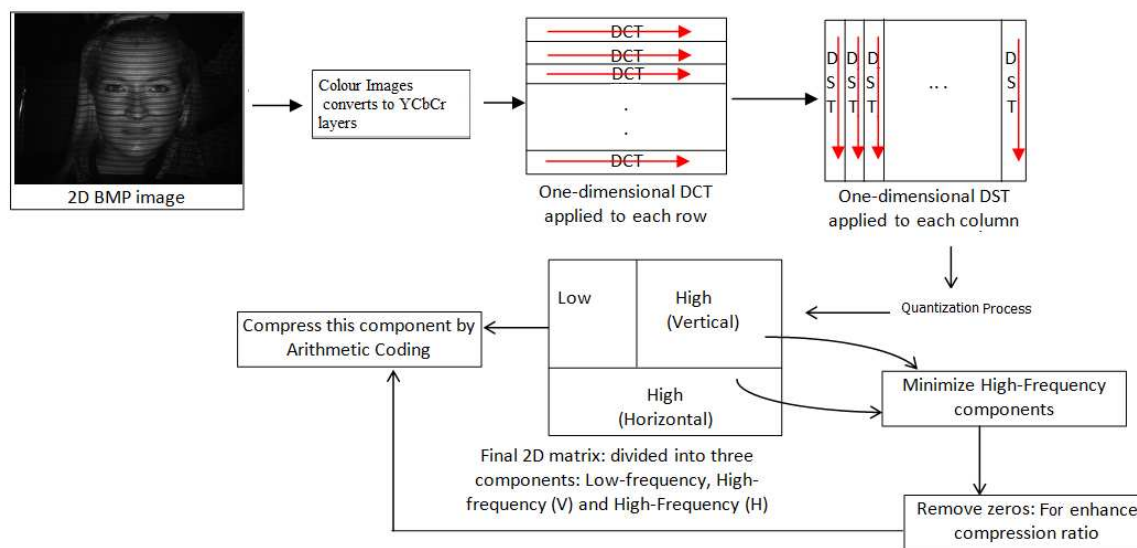 2D BMP image
Colour Images
converts to YCbCr
layers
DCT
DCT
DCT
.
.
DCT
One-dimensional DCT
applied to each row
D D D D
S S S ... S
T T T T
One-dimensional DST
applied to each column
Quantization Process
Low
High
(Vertical)
High
(Horizontal)
Final 2D matrix: divided into three
components: Low-frequency, High-
frequency (V) and High-Frequency (H)
Minimize High-Frequency
components
Remove zeros: For enhance
compression ratio
Compress this component by
Arithmetic Coding